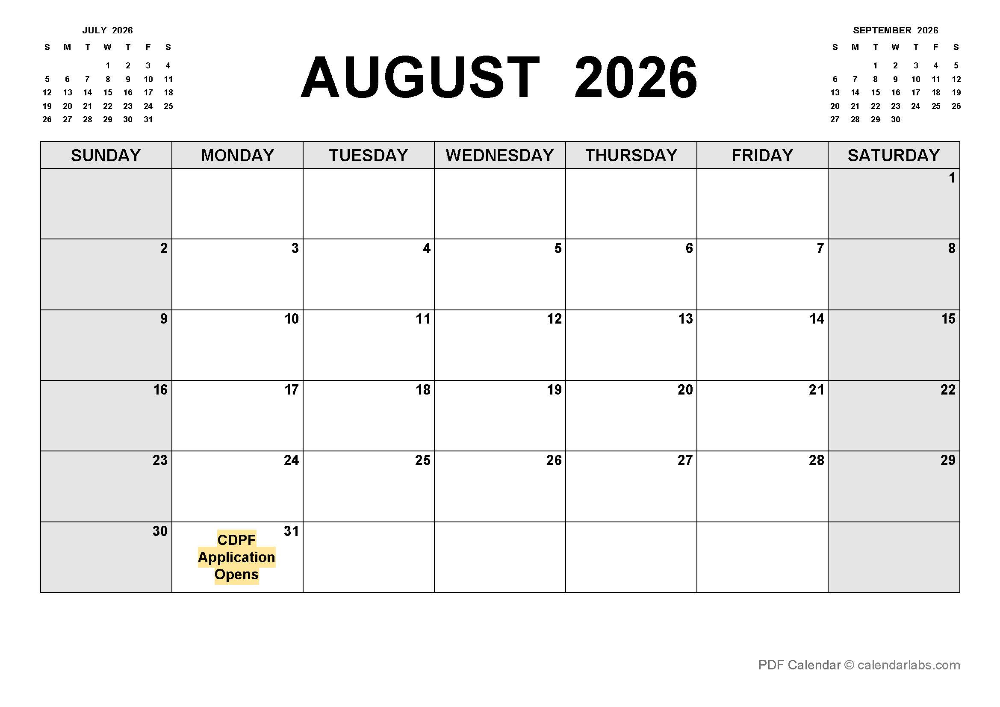 JULY 2026
S M T W T F S
1 2 3 4
5 6 7 8 9 10 11
12 13 14 15 16 17 18
19 20 21 22 23 24 25
26 27 28 29 30 31
AUGUST 2026
SEPTEMBER 2026
S M T W T F S
1 2 3 4 5
6 7 8 9 10 11 12
13 14 15 16 17 18 19
20 21 22 23 24 25 26
27 28 29 30
SUNDAY MONDAY TUESDAY WEDNESDAY THURSDAY FRIDAY SATURDAY
1
2 3 4 5 6 7 8
9 10 11 12 13 14 15
16 17 18 19 20 21 22
23 24 25 26 27 28 29
30 31
CDPF
Application
Opens
PDF Calendar © calendarlabs.com